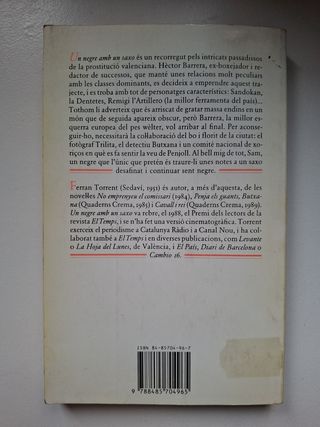 Un negre amb un saxo és un recorregut pels intricats passadissos
de la prostitució valenciana. Hèctor Barrera, ex-boxejador i re-
dactor de successos, que manté unes relacions molt peculiars
amb les classes dominants, es decideix a emprendre aquest trajec-
te, i es troba amb tot de personatges característics: Sandokan,
la Dentetes, Remigi l'Artillero (la millor ferramenta del país)...
Tothom li adverteix que és arriscat de gratar massa endins en un
món que de seguida apareix obscur, però Barrera, la millor es-
querra europea del pes wèlter, vol arribar al final. Per aconse-
guir-ho, necessitarà la col·laboració del bo i florit de la ciutat: el
fotògraf Trilita, el detectiu Butxana i un comitè nacional de xo-
riços en què es fa sentir la veu de Penjoll. Al bell mig de tot, Sam,
un negre que l'únic que pretén és traure-li unes notes a un saxo
desafinat i continuar sent negre.
Ferran Torrent (Sedaví, 1951) és autor, a més d'aquesta, de les
novel·les No emprenyeu el comissari (1984), Penja els guants, Butxa-
na (Quaderns Crema, 1985) i Cavall i rei (Quaderns Crema, 1989).
Un negre amb un saxo va rebre, el 1988, el Premi dels lectors de la
revista El Temps, i se n'ha fet una versió cinematogràfica. Torrent
exerceix el periodisme a Catalunya Ràdio i a Canal Nou, i ha col-
laborat també a El Temps i en diverses publicacions, com Levante
o La Hoja del Lunes, de València, i El País, Diari de Barcelona o
Cambio 16.
ISBN 84-85704-96-7
9 788485 704965